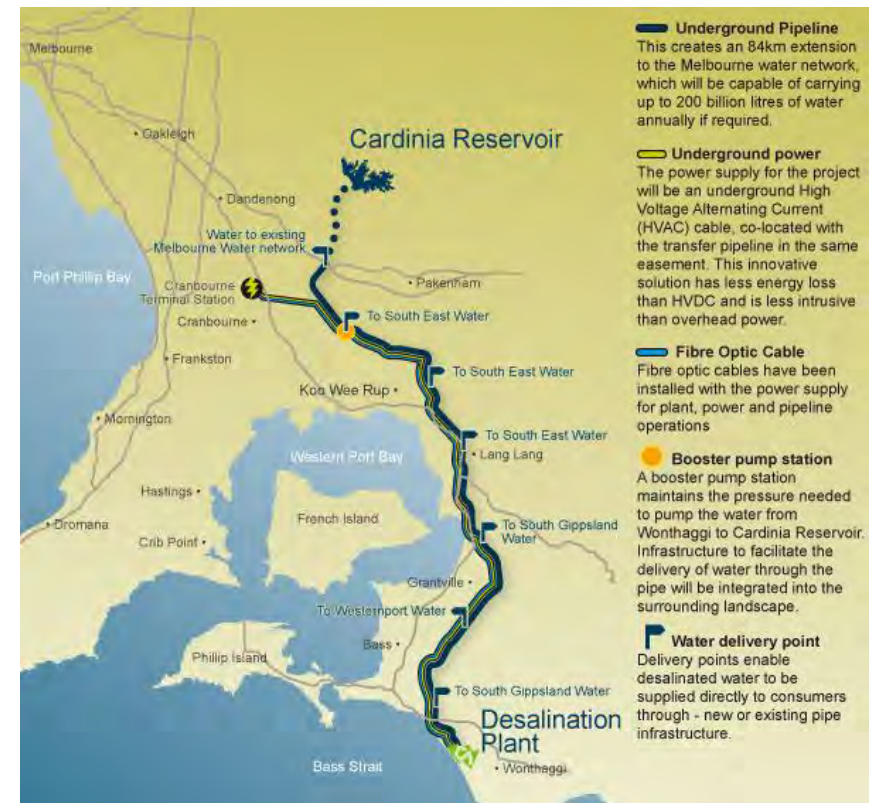 Melbourne
Oakleigh
Cardinia Reservoir
Dandenong
Water to existing
Melbourne Water network
Port Phillip Bay
Cranbourne
Terminal Station
Pakenham
Cranbourne
To South East Water
Frankston
To South East Water
Koo Wee Rup
Mornington
To South East Water
Western Port Bay
Lang Lang
Hastings
French Island
Dromana
To South Gippsland
Water
Crib Point
Grantville
To Westernport Water
Bass
Phillip Island
To South Gippsland Water
Desalination
Plant
Bass Strait
Wonthaggi
Underground Pipeline
This creates an 84km extension
to the Melbourne water network,
which will be capable of carrying
up to 200 billion litres of water
annually if required.
Underground power
The power supply for the project
will be an underground High
Voltage Alternating Current
(HVAC) cable, co-located with
the transfer pipeline in the same
easement. This innovative
solution has less energy loss
than HVDC and is less intrusive
than overhead power.
Fibre Optic Cable
Fibre optic cables have been
installed with the power supply
for plant, power and pipeline
operations
Booster pump station
A booster pump station
maintains the pressure needed
to pump the water from
Wonthaggi to Cardinia Reservoir.
Infrastructure to facilitate the
delivery of water through the
pipe will be integrated into the
surrounding landscape.
Water delivery point
Delivery points enable
desalinated water to be
supplied directly to consumers
through - new or existing pipe
infrastructure.